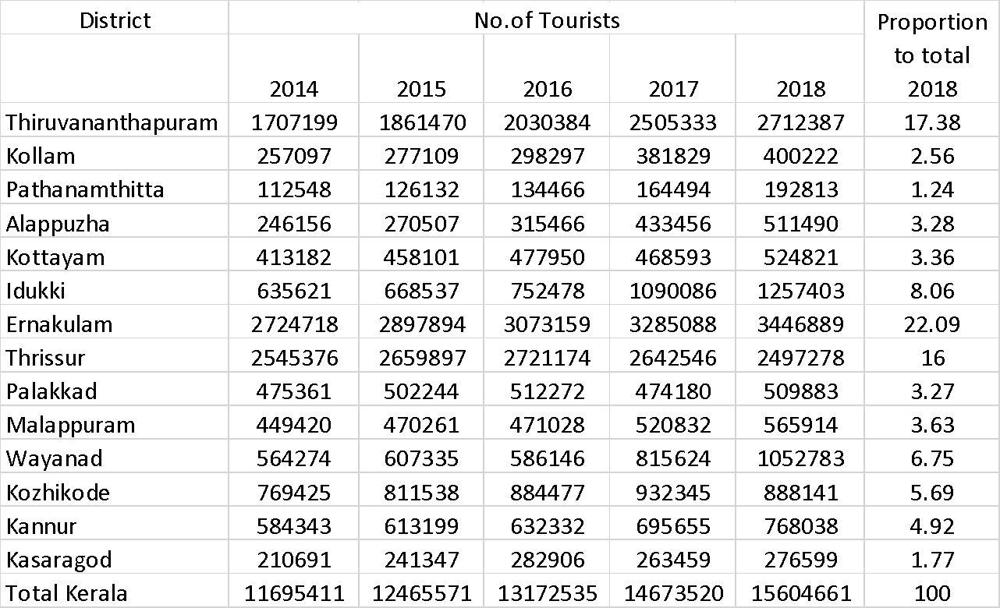 District No.of Tourists Proportion
to total
2014 2015 2016 2017 2018 2018
Thiruvananthapuram 1707199 1861470 2030384 2505333 2712387 17.38
Kollam 257097 277109 298297 381829 400222 2.56
Pathanamthitta 112548 126132 134466 164494 192813 1.24
Alappuzha 246156 270507 315466 433456 511490 3.28
Kottayam 413182 458101 477950 468593 524821 3.36
Idukki 635621 668537 752478 1090086 1257403 8.06
Ernakulam 2724718 2897894 3073159 3285088 3446889 22.09
Thrissur 2545376 2659897 2721174 2642546 2497278 16
Palakkad 475361 502244 512272 474180 509883 3.27
Malappuram 449420 470261 471028 520832 565914 3.63
Wayanad 564274 607335 586146 815624 1052783 6.75
Kozhikode 769425 811538 884477 932345 888141 5.69
Kannur 584343 613199 632332 695655 768038 4.92
Kasaragod 210691 241347 282906 263459 276599 1.77
Total Kerala 11695411 12465571 13172535 14673520 15604661 100